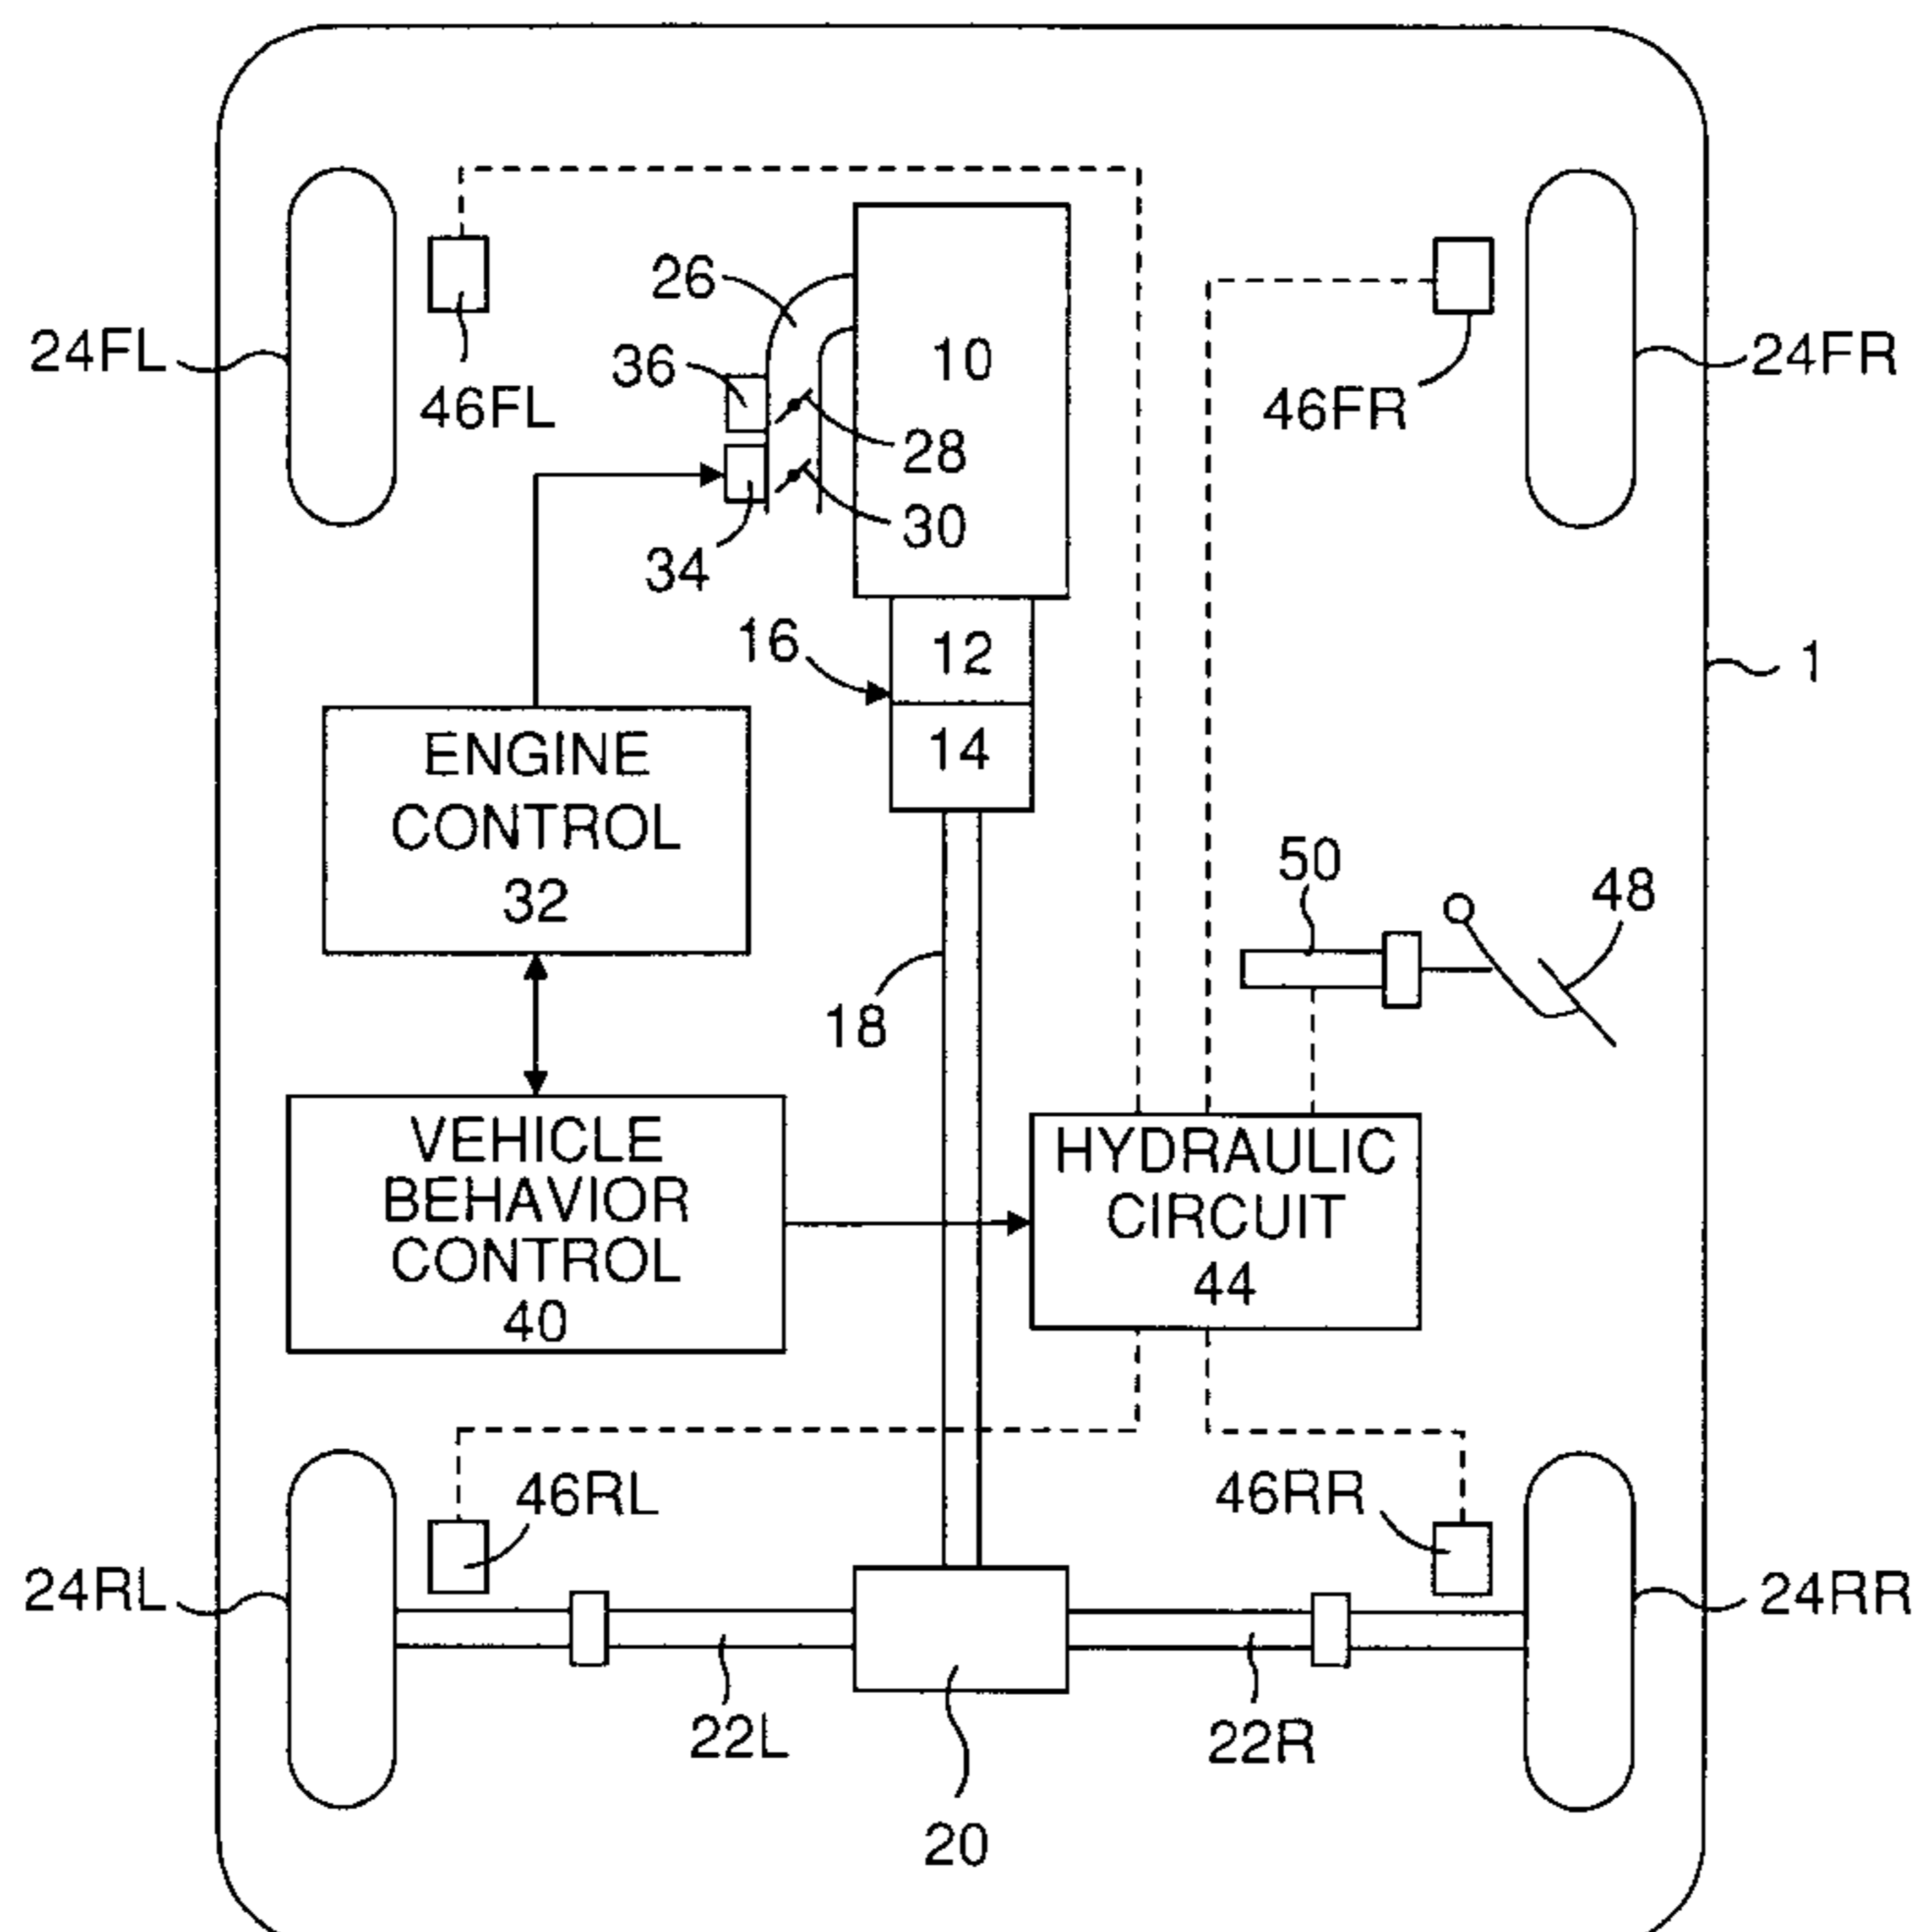 26
10
24FL
36
24FR
46FL
46FR
28
30
34
16
12
1
14
ENGINE
CONTROL
32
50
48
18
VEHICLE
BEHAVIOR
CONTROL
40
HYDRAULIC
CIRCUIT
44
46RL
46RR
24RL
24RR
22L
22R
20